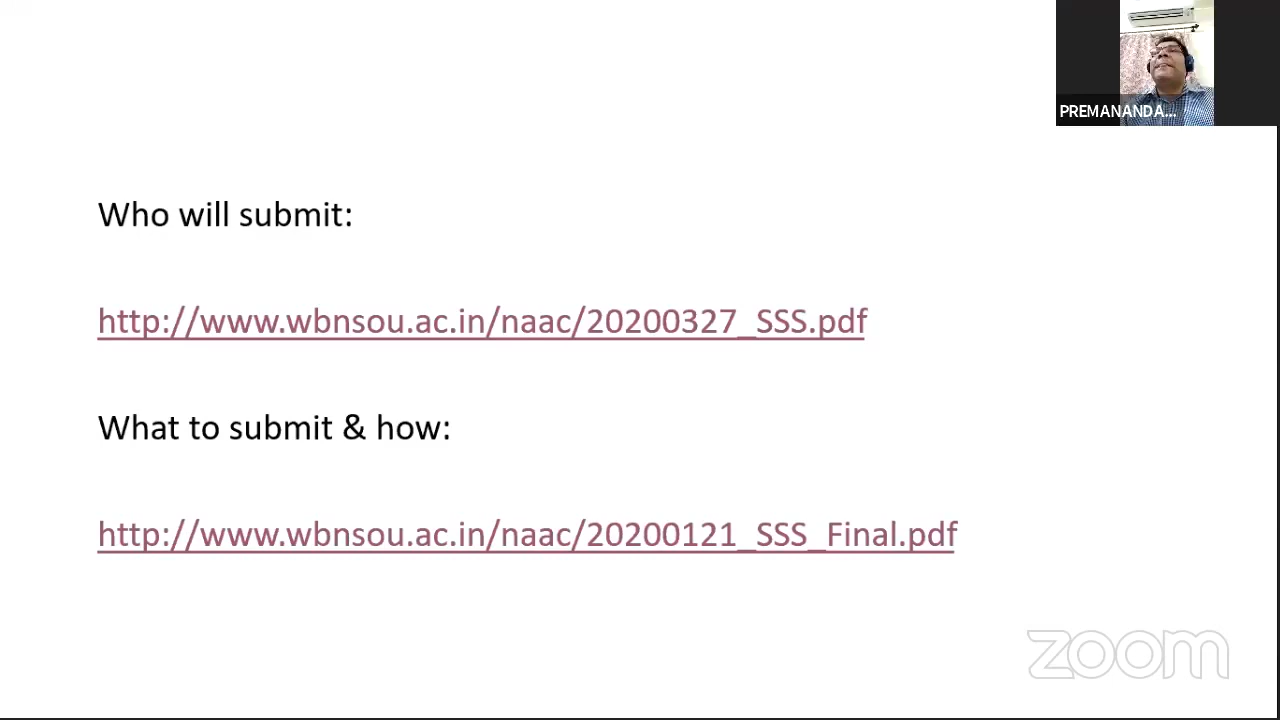 PREMANANDA...
Who will submit:
http://www.wbnsou.ac.in/naac/20200327_SSS.pdf
What to submit & how:
http://www.wbnsou.ac.in/naac/20200121_SSS_Final.pdf
zoom